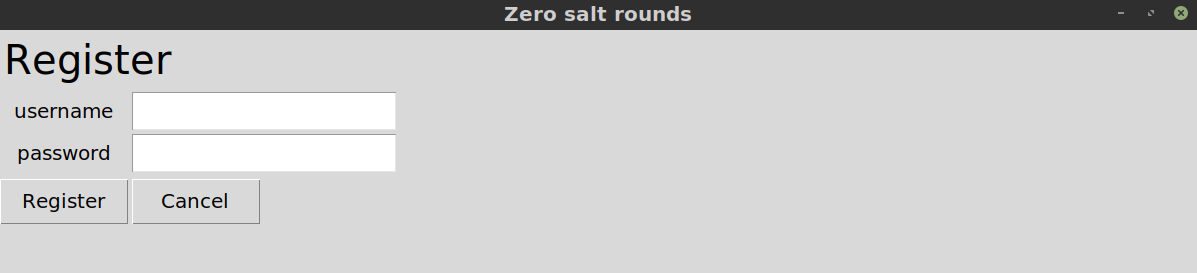 Zero salt rounds
Register
username
password
Register Cancel